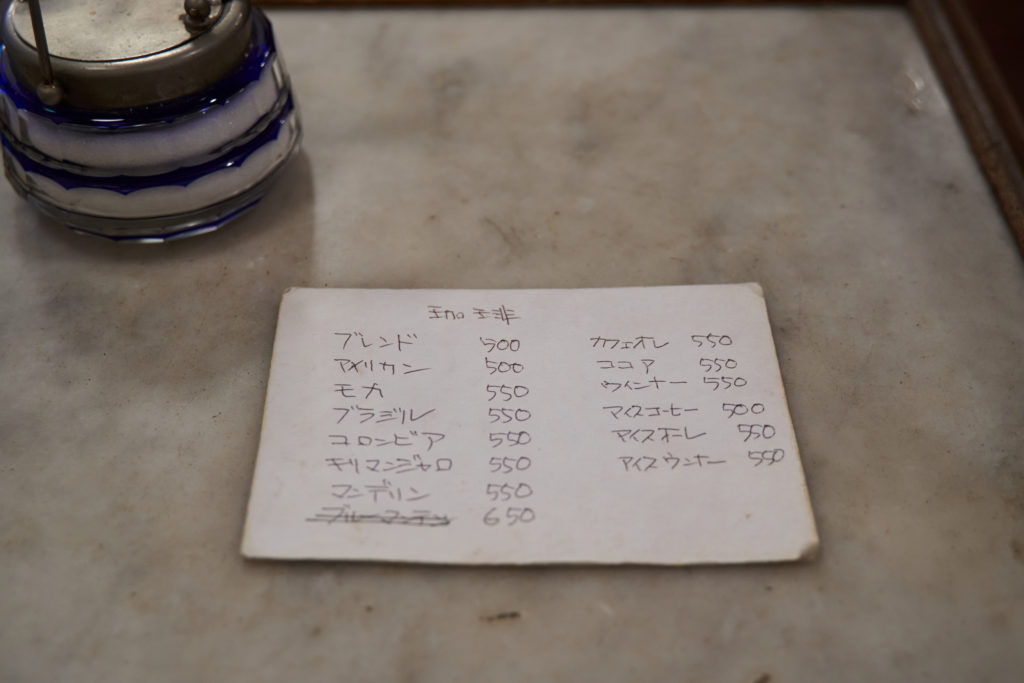 珈琲
ブレンド 500
アメリカン 500
モカ 550
ブラジル 550
コロンビア 550
キリマンジャロ 550
マンデリン 550
ブルーマンテン 650
カフェオレ 550
ココア 550
ウィンナー 550
アイスコーヒー 500
アイスオーレ 550
アイスウンナー 550